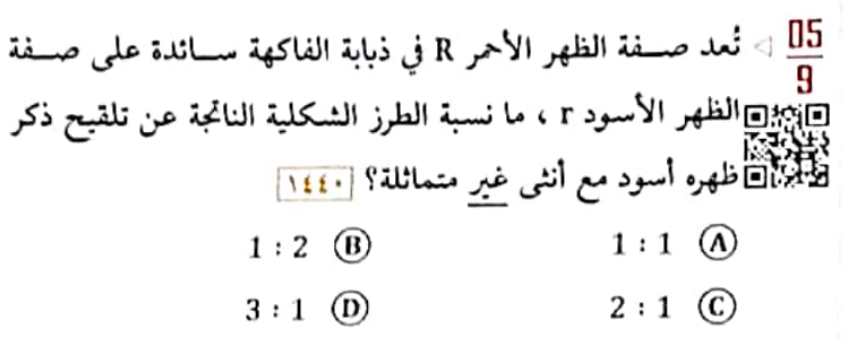 05
9
◁ تُعد صفة الظهر الأحمر R في ذبابة الفاكهة سائدة على صفة
الظهر الأسود r ، ما نسبة الطرز الشكلية الناتجة عن تلقيح ذكر
ظهره أسود مع أنثى غير متماثلة؟ ١٤٤٠
A 1 : 1
B 1 : 2
C 2 : 1
D 3 : 1